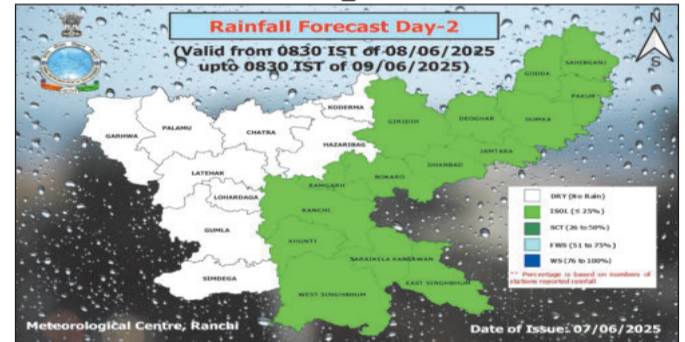 Rainfall Forecast Day-2
(Valid from 0830 IST of 08/06/2025
upto 0830 IST of 09/06/2025)
N
S
SAHEBGANJ
GODDA
PAKUR
KODERMA
GIRIDIH
DEOGHAR
DUMKA
PALAMU
GARHWA
CHATRA
HAZARIBAG
JAMTARA
DHANBAD
LATEHAR
BOKARO
RAMGARH
LOHARDAGA
RANCHI
GUMLA
KHUNTI
SARAIKELA KARSAWAN
SIMDEGA
EAST SINGHBHUM
WEST SINGHBHUM
DRY (No Rain)
ISOL (≤ 25%)
SCT (26 to 50%)
FWS (51 to 75%)
WS (76 to 100%)
** Percentage is based on numbers of
stations reported rainfall
Meteorological Centre, Ranchi
Date of Issue: 07/06/2025